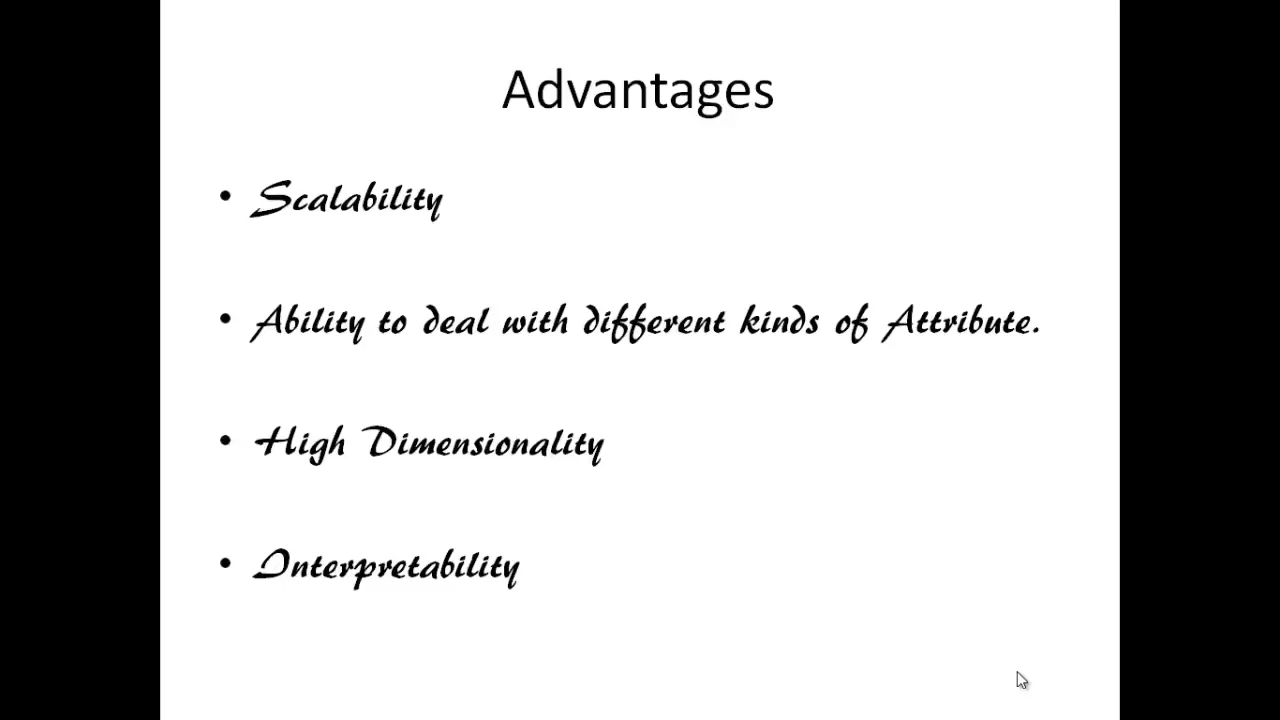 Advantages
• Scalability
• Ability to deal with different kinds of Attribute.
• High Dimensionality
• Interpretability